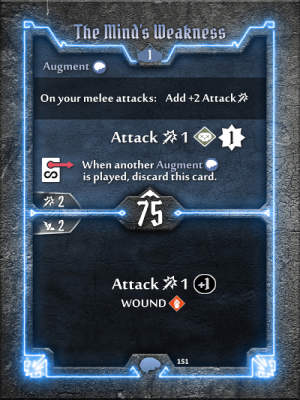 The Mind's Weakness
1
Augment
On your melee attacks: Add +2 Attack
Attack 1 1
When another Augment
is played, discard this card.
2
75
2
Attack 1 +1
WOUND
151